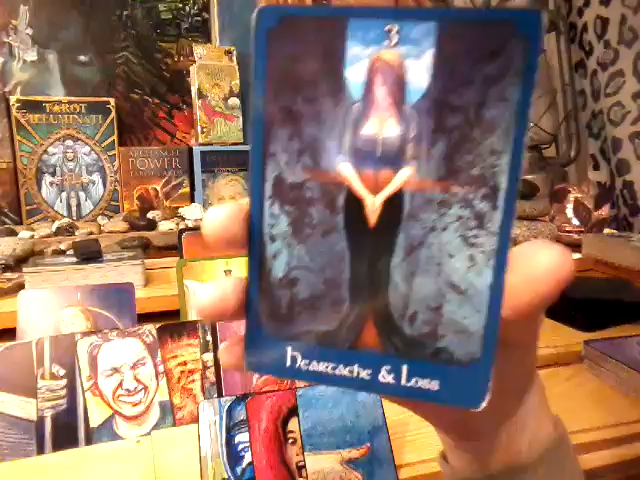 3
Heartache & Loss
TAROT
ILLUMINATI
ARCHANGEL
POWER
TAROT CARDS